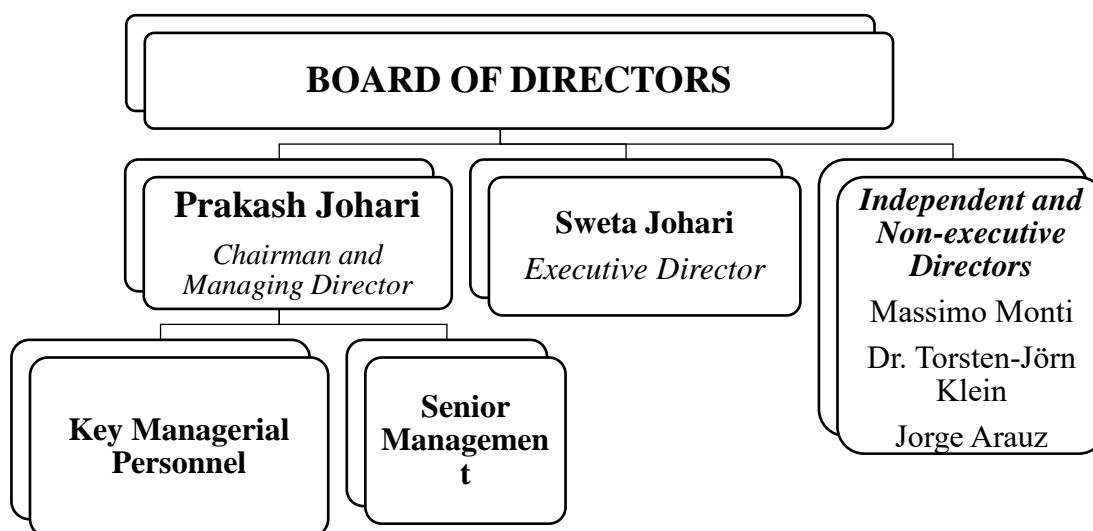 BOARD OF DIRECTORS
Prakash Johari
Chairman and
Managing Director
Sweta Johari
Executive Director
Independent and
Non-executive
Directors
Massimo Monti
Dr. Torsten-Jörn
Klein
Jorge Arauz
Key Managerial
Personnel
Senior
Managemen
t